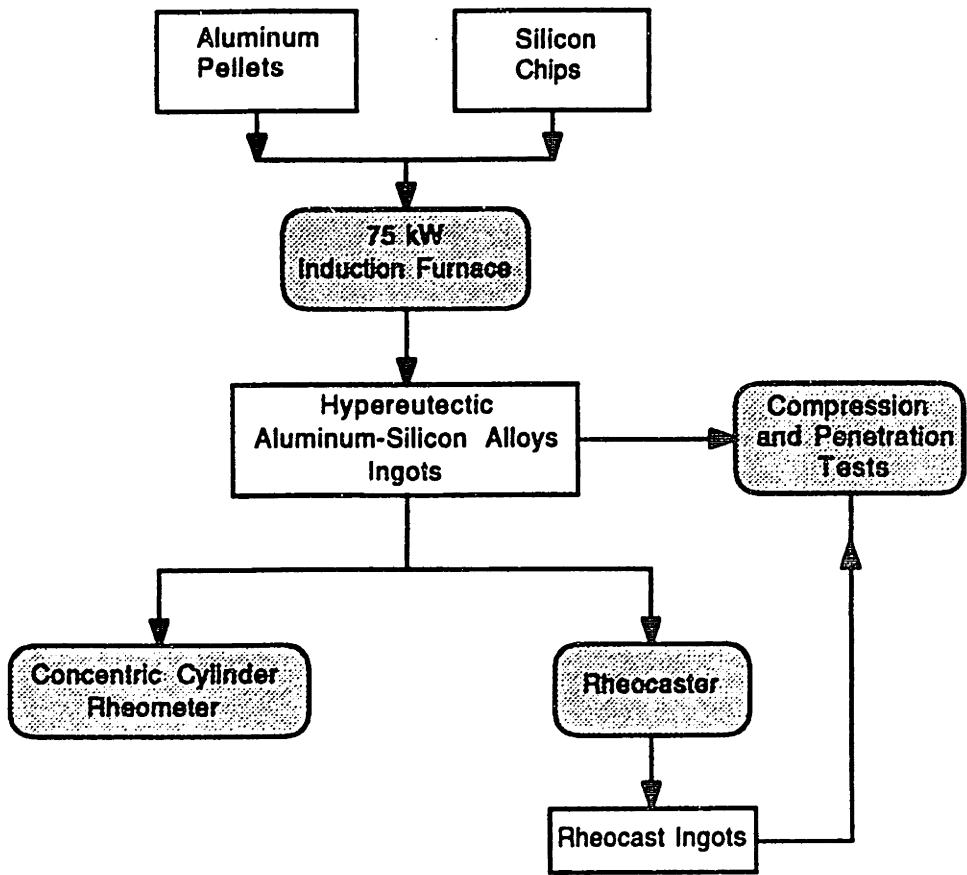 Aluminum
Pellets
Silicon
Chips
75 kW
Induction Furnace
Hypereutectic
Aluminum-Silicon Alloys
Ingots
Compression
and Penetration
Tests
Concentric Cylinder
Rheometer
Rheocaster
Rheocast Ingots